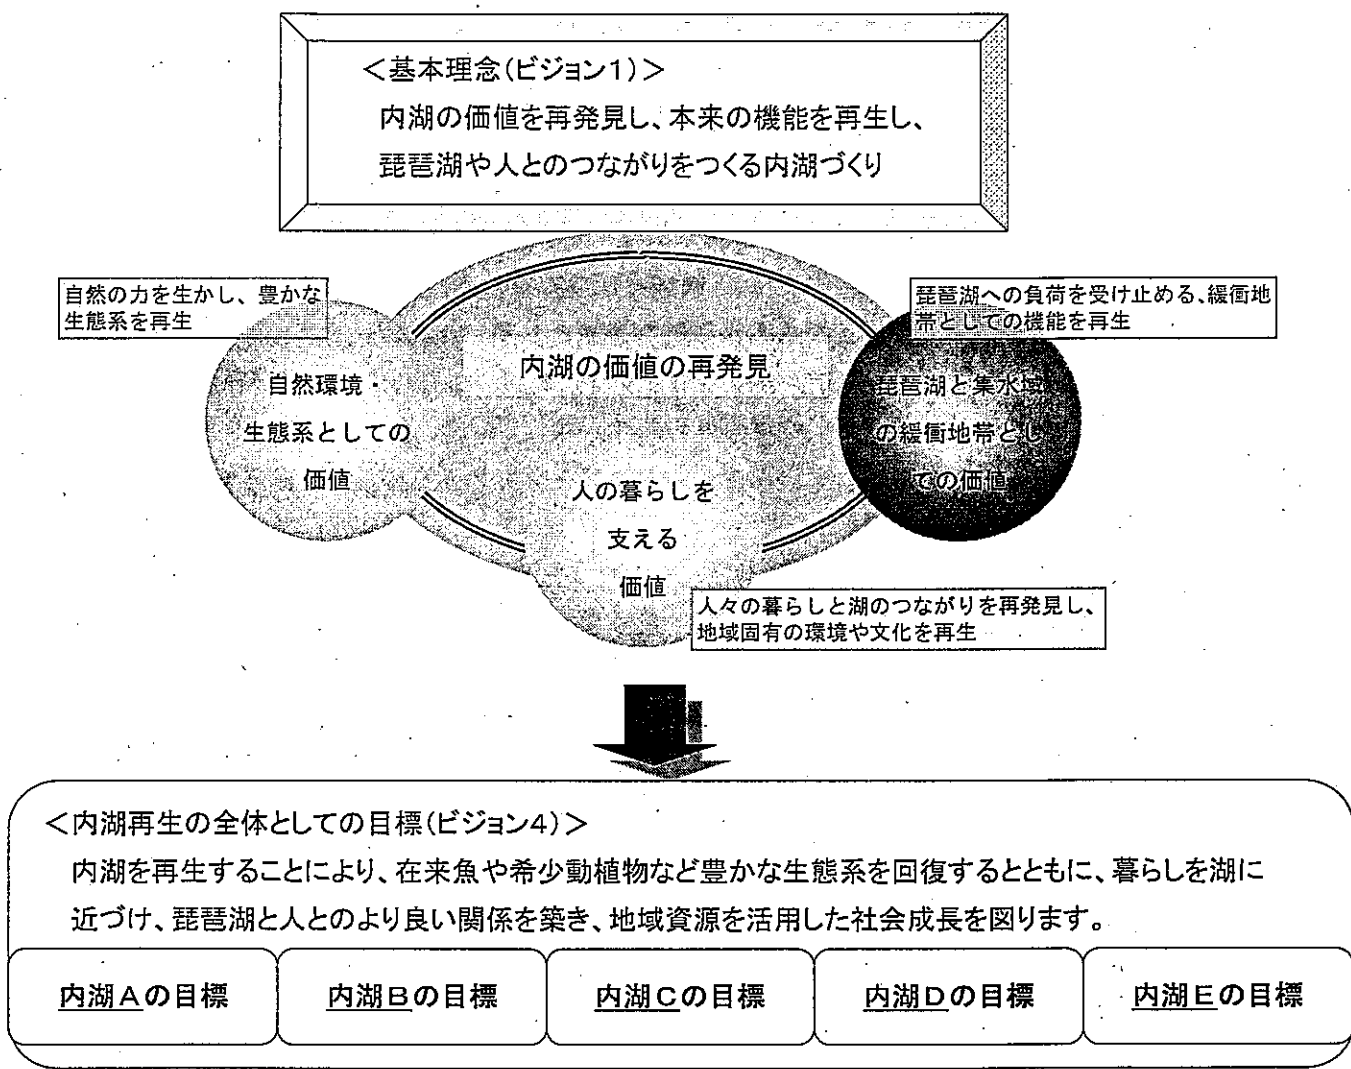 ＜基本理念(ビジョン1)＞
内湖の価値を再発見し、本来の機能を再生し、
琵琶湖や人とのつながりをつくる内湖づくり
自然の力を生かし、豊かな
生態系を再生
琵琶湖への負荷を受け止める、緩衝地
帯としての機能を再生
内湖の価値の再発見
自然環境・
生態系としての
価値
琵琶湖と集水域
の緩衝地帯とし
ての価値
人の暮らしを
支える
価値
人々の暮らしと湖のつながりを再発見し、
地域固有の環境や文化を再生
＜内湖再生の全体としての目標(ビジョン4)＞
内湖を再生することにより、在来魚や希少動植物など豊かな生態系を回復するとともに、暮らしを湖に
近づけ、琵琶湖と人とのより良い関係を築き、地域資源を活用した社会成長を図ります。
内湖Aの目標
内湖Bの目標
内湖Cの目標
内湖Dの目標
内湖Eの目標